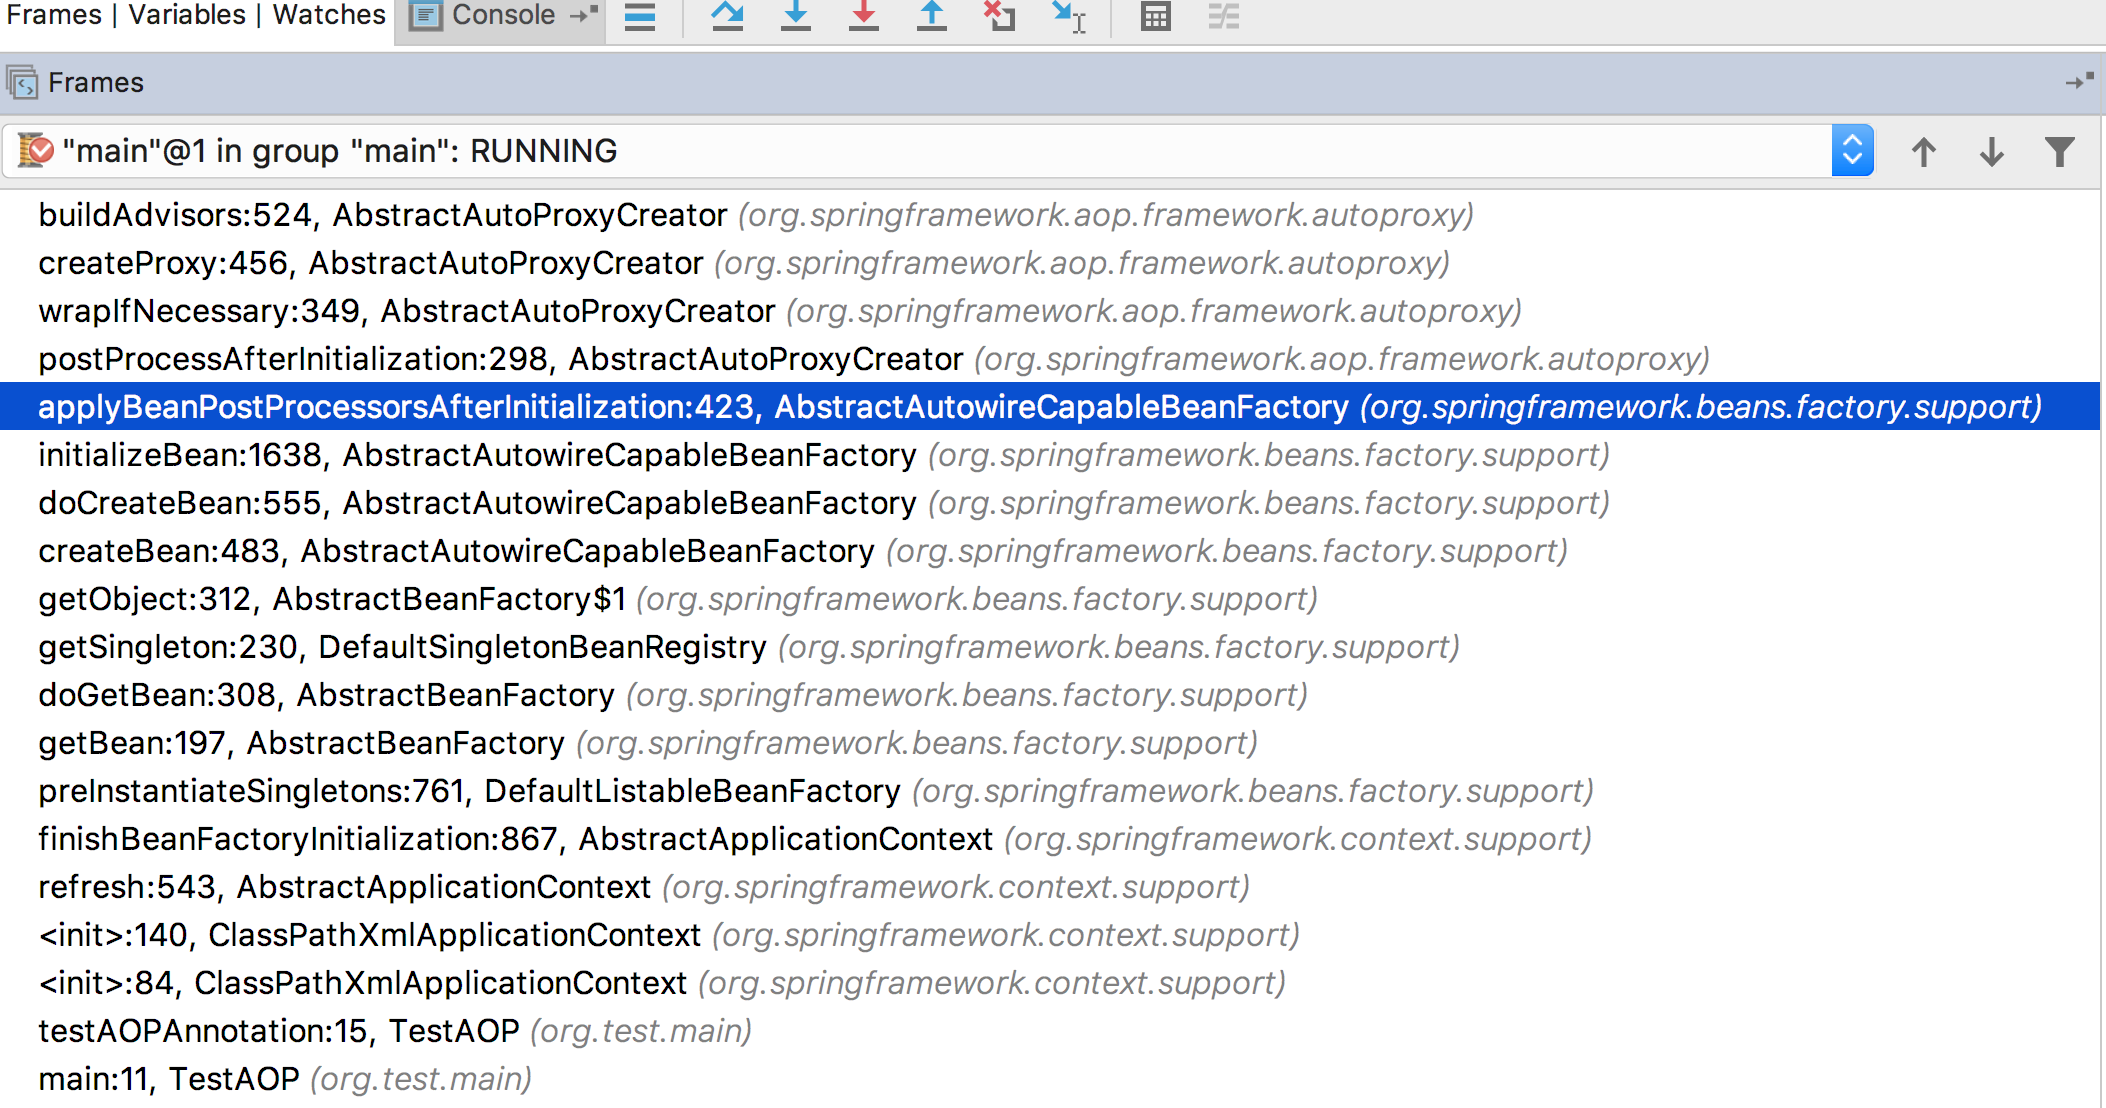 Frames | Variables | Watches Console
Frames
"main"@1 in group "main": RUNNING
buildAdvisors:524, AbstractAutoProxyCreator (org.springframework.aop.framework.autoproxy)
createProxy:456, AbstractAutoProxyCreator (org.springframework.aop.framework.autoproxy)
wrapIfNecessary:349, AbstractAutoProxyCreator (org.springframework.aop.framework.autoproxy)
postProcessAfterInitialization:298, AbstractAutoProxyCreator (org.springframework.aop.framework.autoproxy)
applyBeanPostProcessorsAfterInitialization:423, AbstractAutowireCapableBeanFactory (org.springframework.beans.factory.support)
initializeBean:1638, AbstractAutowireCapableBeanFactory (org.springframework.beans.factory.support)
doCreateBean:555, AbstractAutowireCapableBeanFactory (org.springframework.beans.factory.support)
createBean:483, AbstractAutowireCapableBeanFactory (org.springframework.beans.factory.support)
getObject:312, AbstractBeanFactory$1 (org.springframework.beans.factory.support)
getSingleton:230, DefaultSingletonBeanRegistry (org.springframework.beans.factory.support)
doGetBean:308, AbstractBeanFactory (org.springframework.beans.factory.support)
getBean:197, AbstractBeanFactory (org.springframework.beans.factory.support)
preInstantiateSingletons:761, DefaultListableBeanFactory (org.springframework.beans.factory.support)
finishBeanFactoryInitialization:867, AbstractApplicationContext (org.springframework.context.support)
refresh:543, AbstractApplicationContext (org.springframework.context.support)
<init>:140, ClassPathXmlApplicationContext (org.springframework.context.support)
<init>:84, ClassPathXmlApplicationContext (org.springframework.context.support)
testAOPAnnotation:15, TestAOP (org.test.main)
main:11, TestAOP (org.test.main)